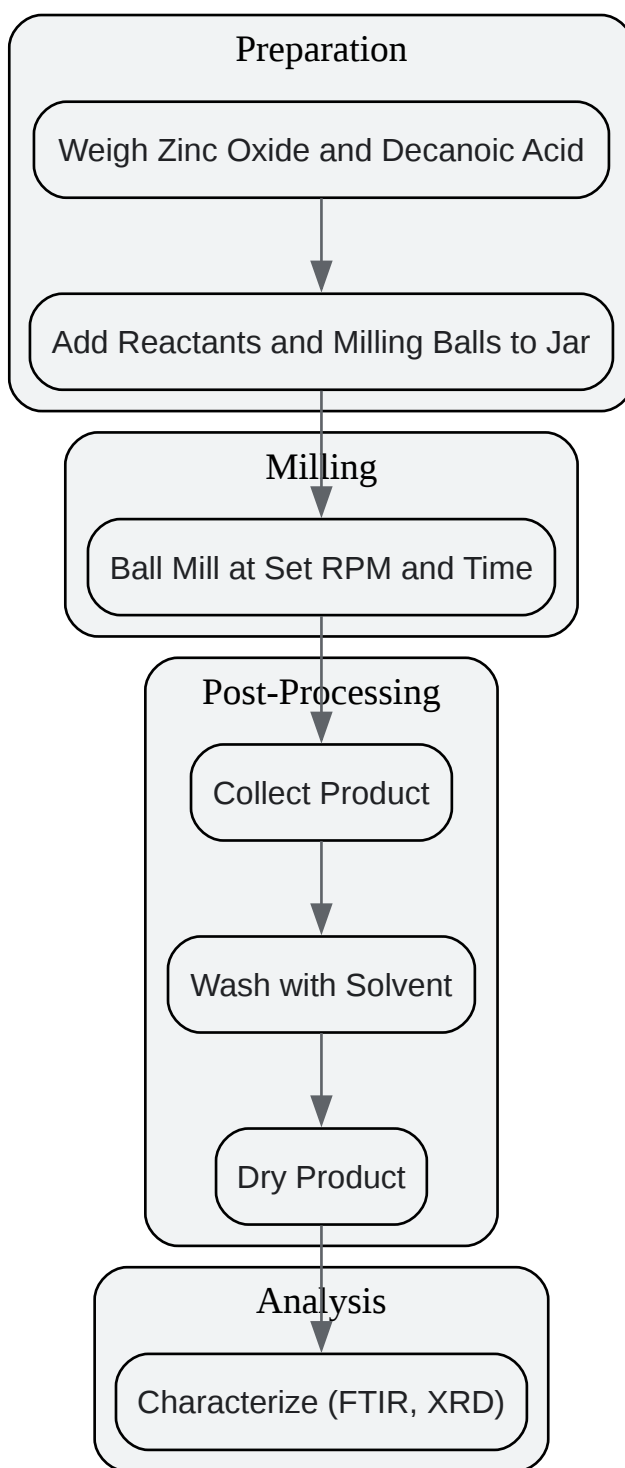 Preparation
Weigh Zinc Oxide and Decanoic Acid
Add Reactants and Milling Balls to Jar
Milling
Ball Mill at Set RPM and Time
Post-Processing
Collect Product
Wash with Solvent
Dry Product
Analysis
Characterize (FTIR, XRD)